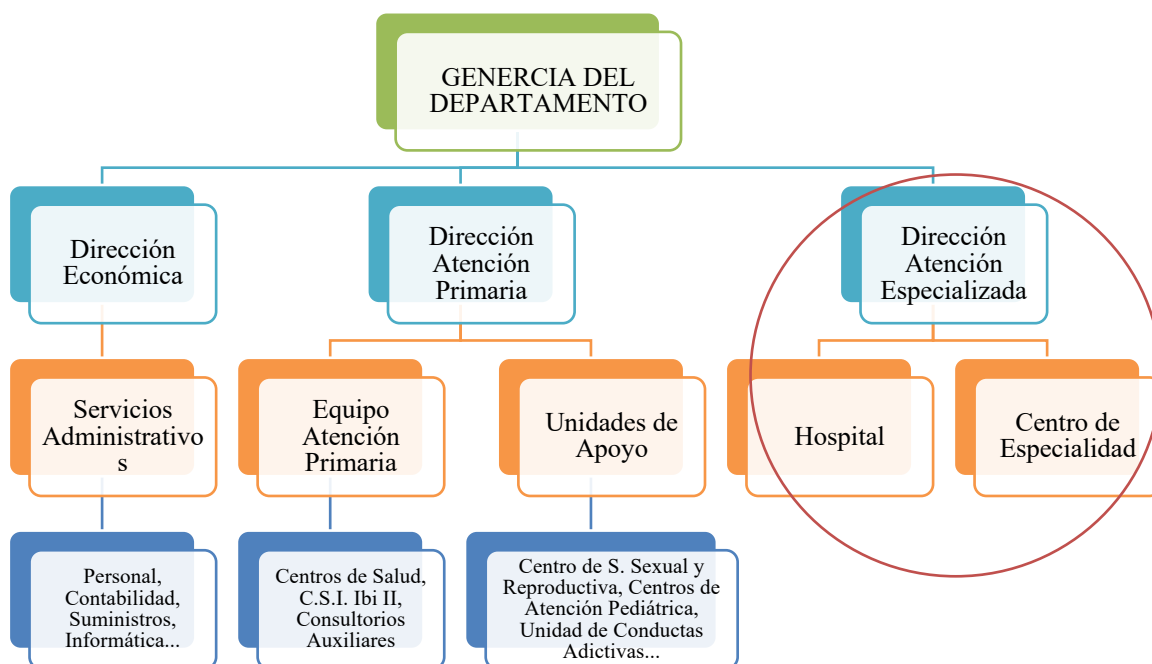 GENERCIA DEL
DEPARTAMENTO
Dirección
Económica
Dirección
Atención
Primaria
Dirección
Atención
Especializada
Servicios
Administrativo
s
Equipo
Atención
Primaria
Unidades de
Apoyo
Hospital
Centro de
Especialidad
Personal,
Contabilidad,
Suministros,
Informática...
Centros de Salud,
C.S.I. Ibi II,
Consultorios
Auxiliares
Centro de S. Sexual y
Reproductiva, Centros de
Atención Pediátrica,
Unidad de Conductas
Adictivas...